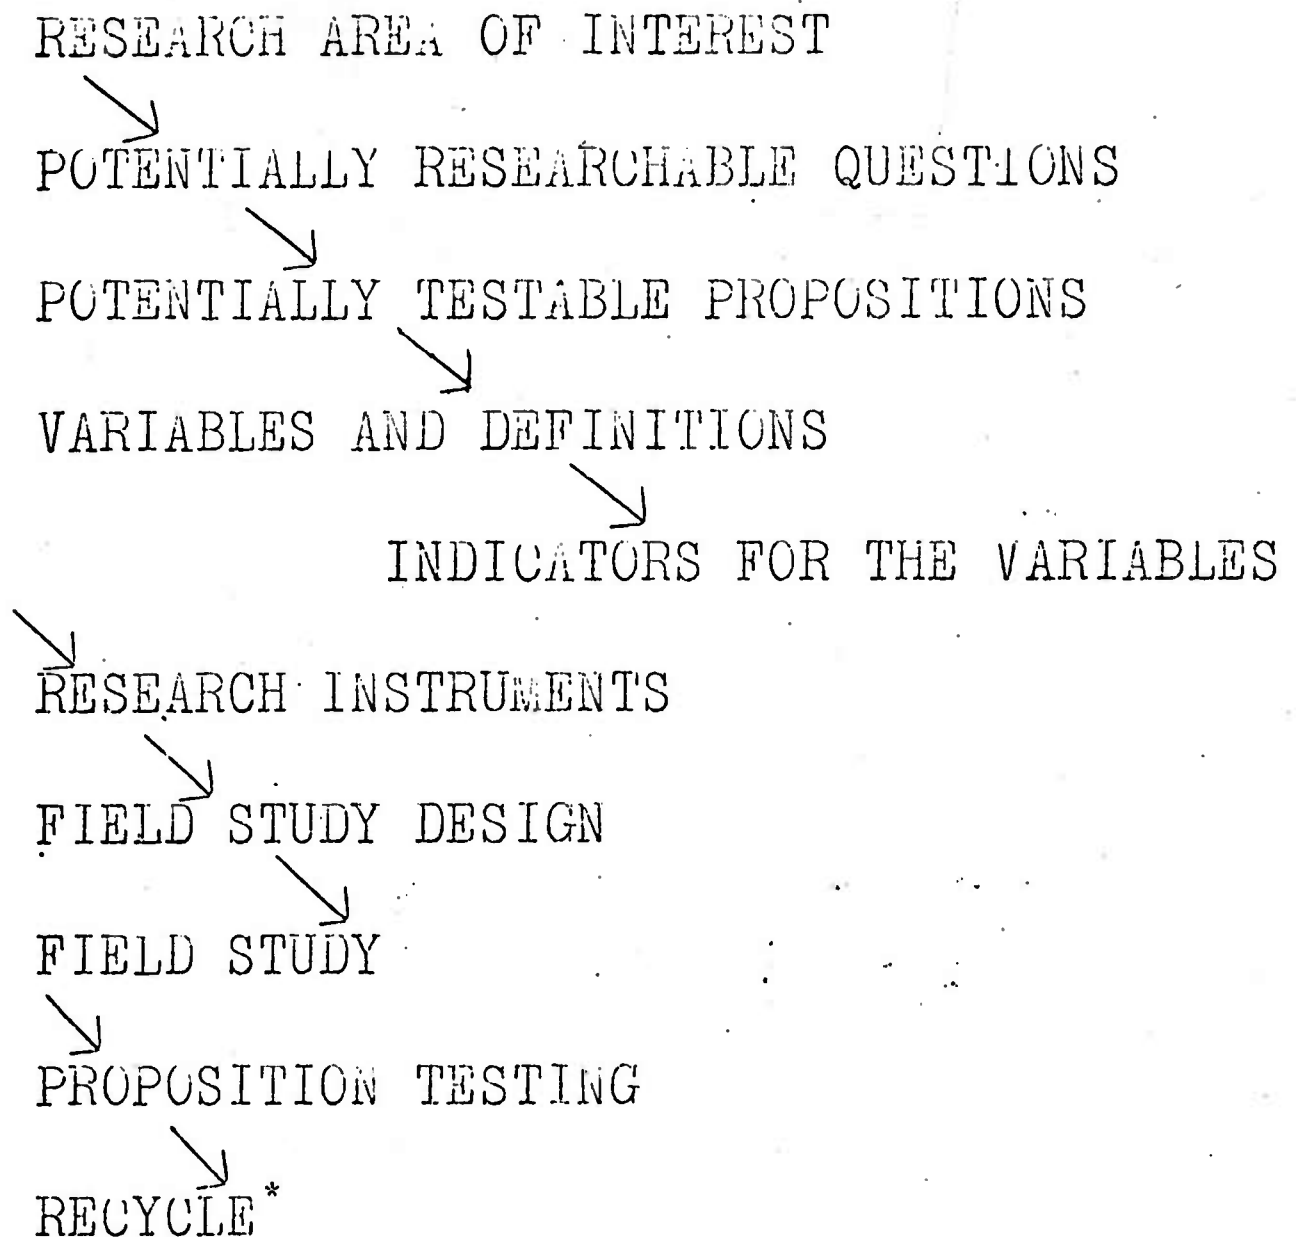 RESEARCH AREA OF INTEREST
POTENTIALLY RESEARCHABLE QUESTIONS
POTENTIALLY TESTABLE PROPOSITIONS
VARIABLES AND DEFINITIONS
INDICATORS FOR THE VARIABLES
RESEARCH INSTRUMENTS
FIELD STUDY DESIGN
FIELD STUDY
PROPOSITION TESTING
RECYCLE*